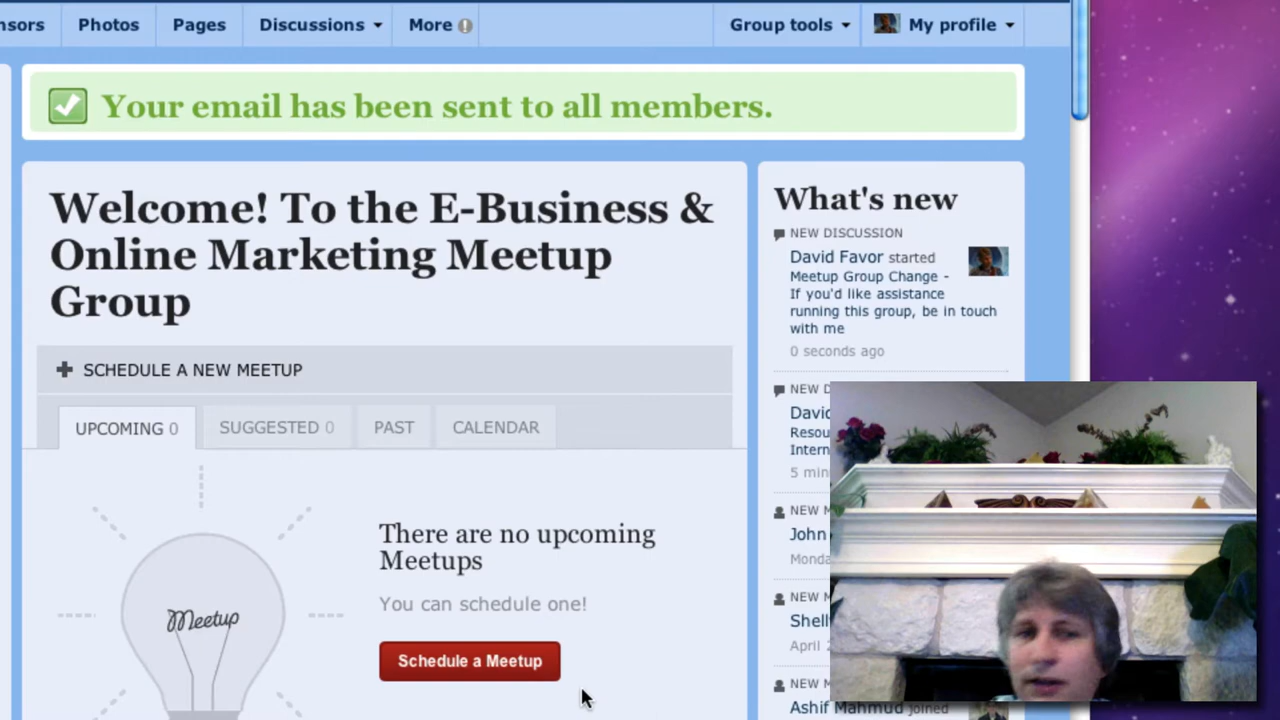 nsors
Photos
Pages
Discussions
More
Group tools
My profile
Your email has been sent to all members.
Welcome! To the E-Business &
Online Marketing Meetup
Group
SCHEDULE A NEW MEETUP
UPCOMING 0
SUGGESTED 0
PAST
CALENDAR
Meetup
There are no upcoming
Meetups
You can schedule one!
Schedule a Meetup
What's new
NEW DISCUSSION
David Favor started
Meetup Group Change -
If you'd like assistance
running this group, be in touch
with me
0 seconds ago
NEW D
David
Resou
Intern
5 min
NEW M
John
Monda
NEW M
Shell
April
NEW M
Ashif Mahmud joined